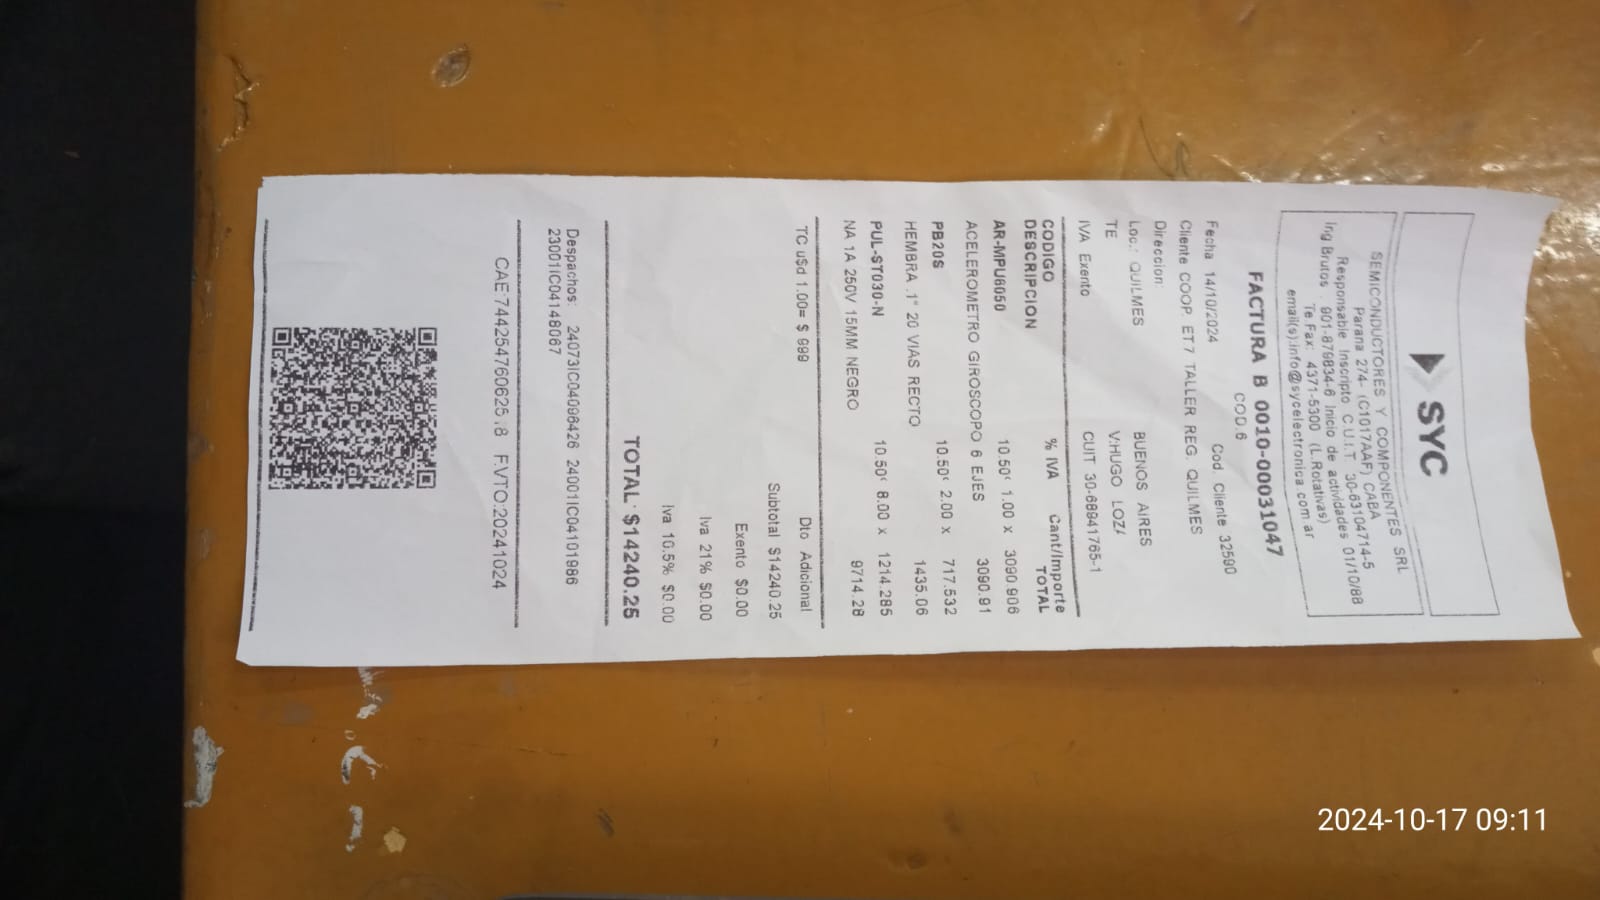 SYC
SEMICONDUCTORES Y COMPONENTES SRL
Parana 274- (C1017AAF) CABA
Responsable Inscripto C.U.I.T 30-63104714-5
Ing Brutos . 901-879834-6 Inicio de actividades 01/10/88
Te Fax: 4371-5300 (L.Rotativas)
email(s):info@sycelectronica.com.ar
FACTURA B 0010-00031047
COD.6
Fecha 14/10/2024 Cod. Cliente 32590
Cliente COOP. ET7 TALLER REG. QUILMES
Direccion:
Loc.: QUILMES BUENOS AIRES
TE V:HUGO LOZ
IVA Exento CUIT 30-68941765-1
CODIGO % IVA Cant/Importe
DESCRIPCION TOTAL
AR-MPU6050 10.50 1.00 x 3090.906
ACELEROMETRO GIROSCOPO 6 EJES 3090.91
PB20S 10.50 2.00 x 717.532
HEMBRA .1" 20 VIAS RECTO 1435.06
PUL-ST030-N 10.50 8.00 x 1214.285
NA 1A 250V 15MM NEGRO 9714.28
TC u$d 1.00= $ 999 Dto Adicional
Subtotal $14240.25
Exento $0.00
Iva 21% $0.00
Iva 10.5% $0.00
TOTAL : $14240.25
Despachos: 24073IC04098426 24001IC04101986
23001IC04148067
CAE 74425476062518 F.VTO:20241024
2024-10-17 09:11